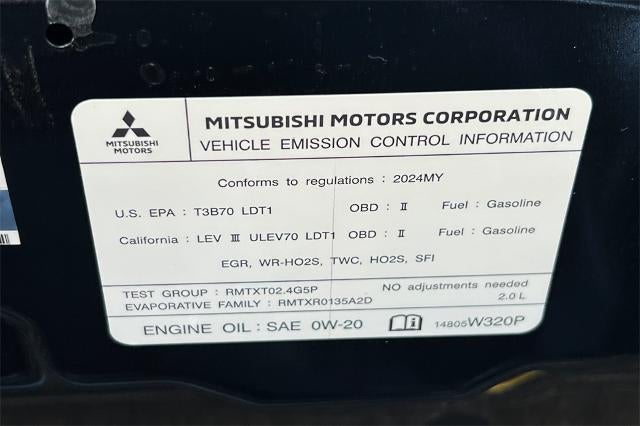 MITSUBISHI MOTORS
MITSUBISHI MOTORS CORPORATION
VEHICLE EMISSION CONTROL INFORMATION
Conforms to regulations : 2024MY
U.S. EPA : T3B70 LDT1 OBD : Ⅱ Fuel : Gasoline
California : LEV Ⅲ ULEV70 LDT1 OBD : Ⅱ Fuel : Gasoline
EGR, WR-HO2S, TWC, HO2S, SFI
TEST GROUP : RMTXT02.4G5P NO adjustments needed
EVAPORATIVE FAMILY : RMTXR0135A2D 2.0 L
ENGINE OIL : SAE 0W-20 14805W320P